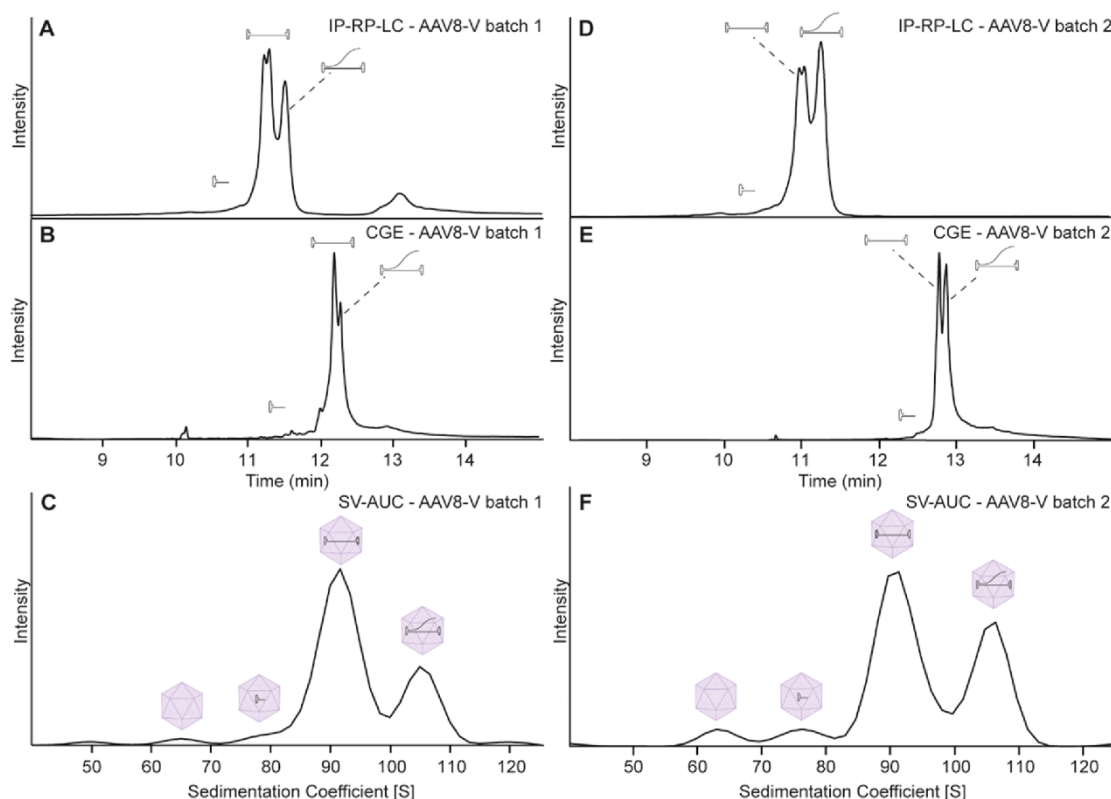 A
IP-RP-LC - AAV8-V batch 1
Intensity
B
CGE - AAV8-V batch 1
Intensity
9 10 11 12 13 14
Time (min)
C
SV-AUC - AAV8-V batch 1
Intensity
50 60 70 80 90 100 110 120
Sedimentation Coefficient [S]
D
IP-RP-LC - AAV8-V batch 2
Intensity
E
CGE - AAV8-V batch 2
Intensity
9 10 11 12 13 14
Time (min)
F
SV-AUC - AAV8-V batch 2
Intensity
50 60 70 80 90 100 110 120
Sedimentation Coefficient [S]